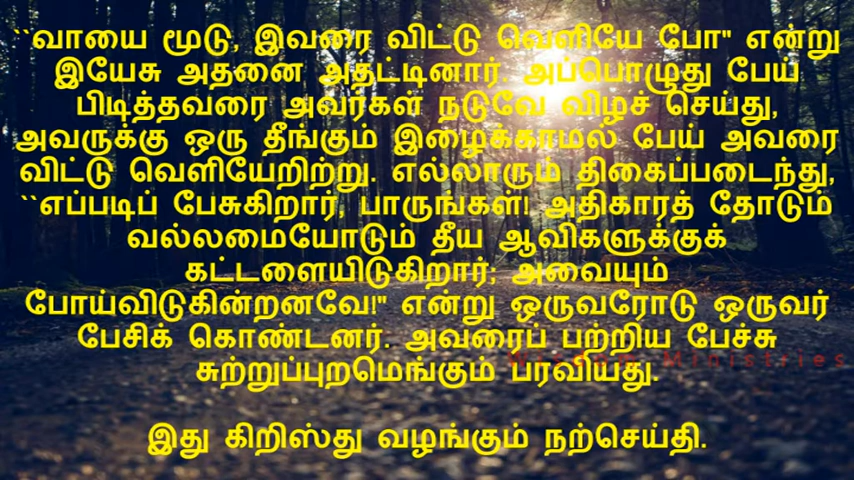 ``வாயை மூடு, இவரை விட்டு வெளியே போ" என்று
இயேசு அதனை அதட்டினார். அப்பொழுது பேய்
பிடித்தவரை அவர்கள் நடுவே விழச் செய்து,
அவருக்கு ஒரு தீங்கும் இழைக்காமல் பேய் அவரை
விட்டு வெளியேறிற்று. எல்லாரும் திகைப்படைந்து,
``எப்படிப் பேசுகிறார், பாருங்கள்! அதிகாரத் தோடும்
வல்லமையோடும் தீய ஆவிகளுக்குக்
கட்டளையிடுகிறார்; அவையும்
போய்விடுகின்றனவே!" என்று ஒருவரோடு ஒருவர்
பேசிக் கொண்டனர். அவரைப் பற்றிய பேச்சு
சுற்றுப்புறமெங்கும் பரவியது.
Ministries
இது கிறிஸ்து வழங்கும் நற்செய்தி.